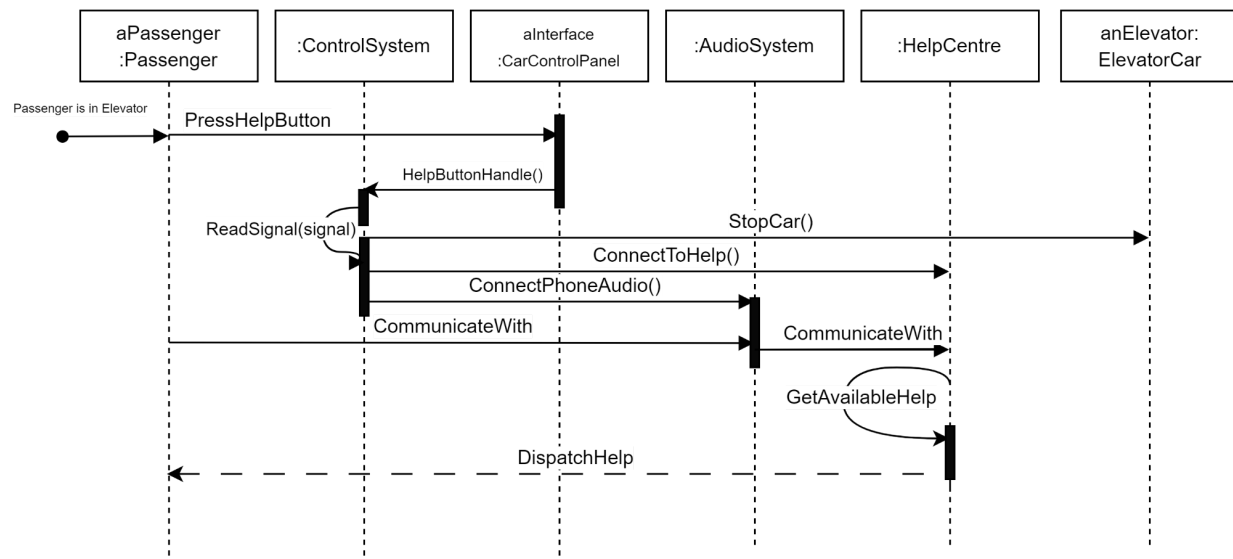 aPassenger
:Passenger
:ControlSystem
aInterface
:CarControlPanel
:AudioSystem
:HelpCentre
anElevator:
ElevatorCar
Passenger is in Elevator
PressHelpButton
HelpButtonHandle()
ReadSignal(signal)
StopCar()
ConnectToHelp()
ConnectPhoneAudio()
CommunicateWith
CommunicateWith
GetAvailableHelp
DispatchHelp